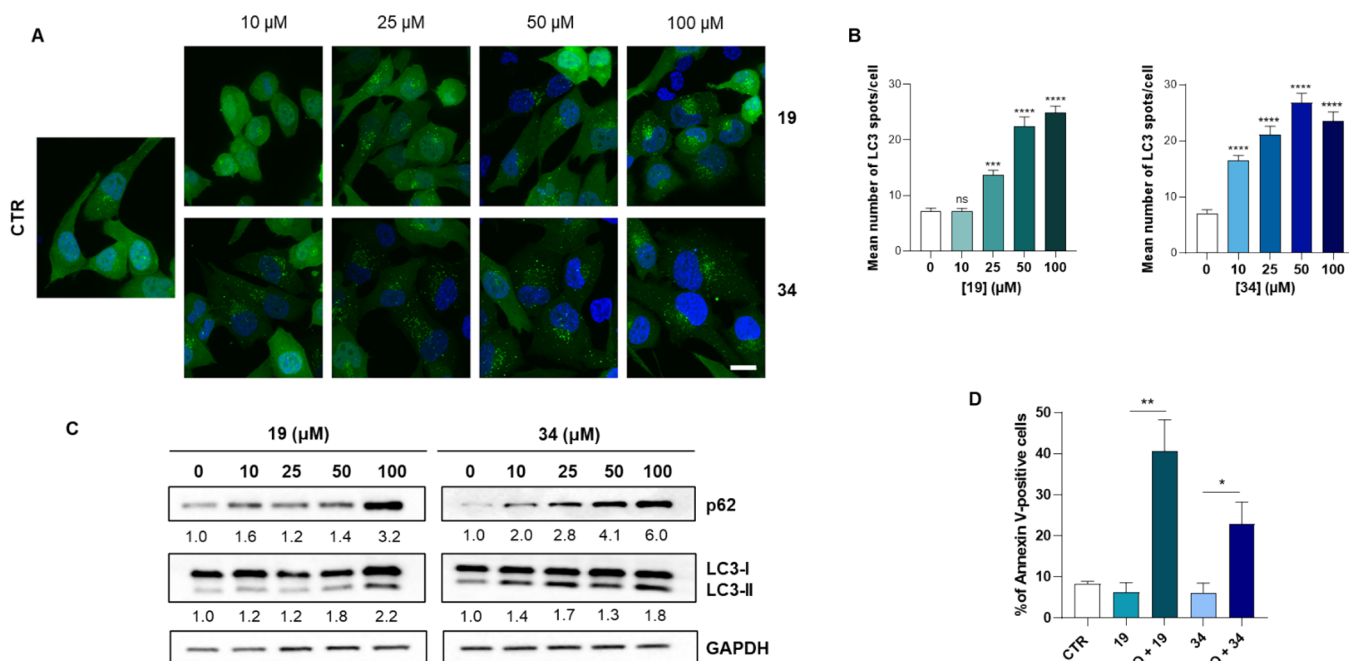 A
10 µM
25 µM
50 µM
100 µM
CTR
19
34
B
Mean number of LC3 spots/cell
30
20
10
0
ns
***
****
****
0 10 25 50 100
[19] (µM)
Mean number of LC3 spots/cell
30
20
10
0
****
****
****
****
0 10 25 50 100
[34] (µM)
C
19 (µM)
34 (µM)
0 10 25 50 100
0 10 25 50 100
p62
1.0 1.6 1.2 1.4 3.2
1.0 2.0 2.8 4.1 6.0
LC3-I
LC3-II
1.0 1.2 1.2 1.8 2.2
1.0 1.4 1.7 1.3 1.8
GAPDH
D
% of Annexin V-positive cells
50
40
30
20
10
0
**
*
CTR
19
+ 19
34
+ 34